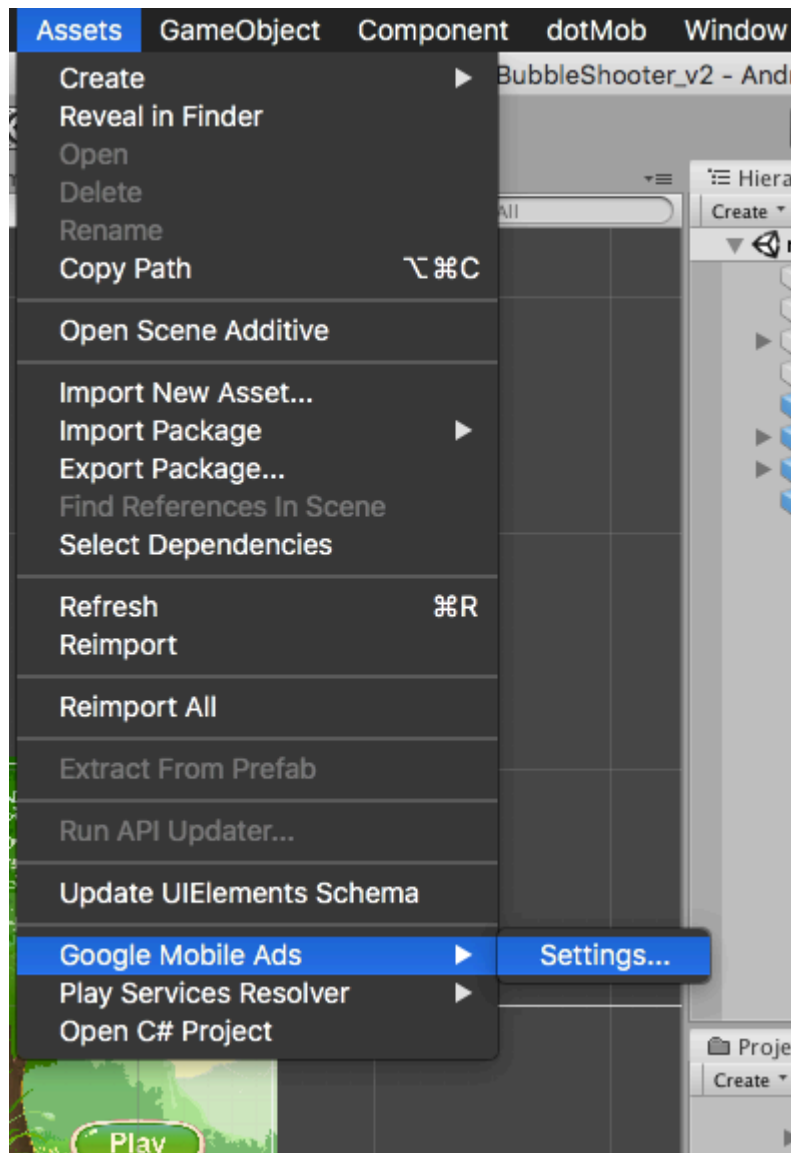 Assets GameObject Component dotMob Window
BubbleShooter_v2 - Andr
Create
Reveal in Finder
Open
Delete
Rename
Copy Path ⌥⌘C
Open Scene Additive
Import New Asset...
Import Package
Export Package...
Find References In Scene
Select Dependencies
Refresh ⌘R
Reimport
Reimport All
Extract From Prefab
Run API Updater...
Update UIElements Schema
Google Mobile Ads
Settings...
Play Services Resolver
Open C# Project
All
Hiera
Create
Proje
Create
Play